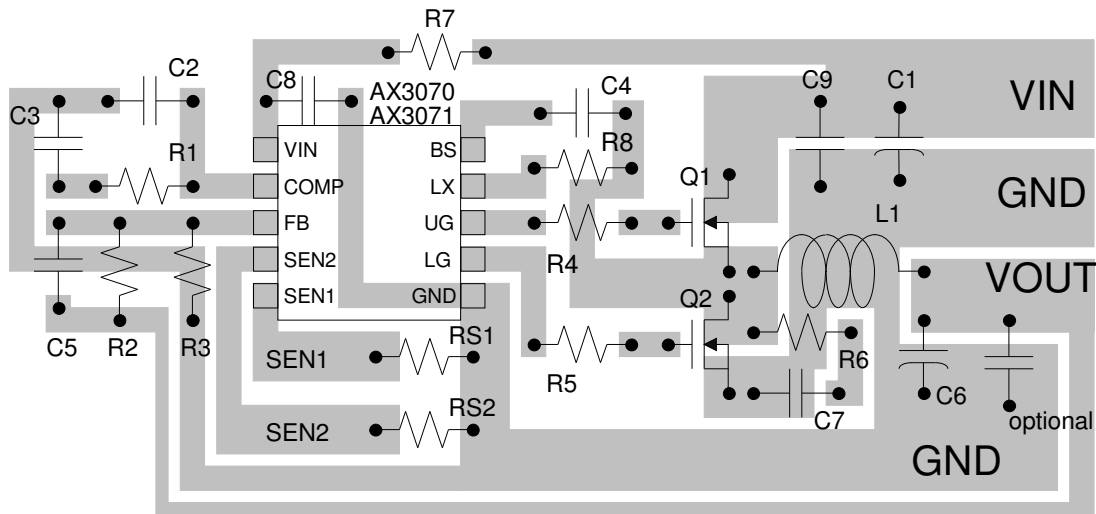 R7
C2
C8
AX3070
C4
C9
C1
VIN
C3
AX3071
R1
VIN
BS
R8
COMP
LX
Q1
GND
FB
UG
L1
SEN2
LG
R4
VOUT
SEN1
GND
Q2
C5
R2
R3
RS1
SEN1
R5
R6
C6
RS2
SEN2
C7
optional
GND